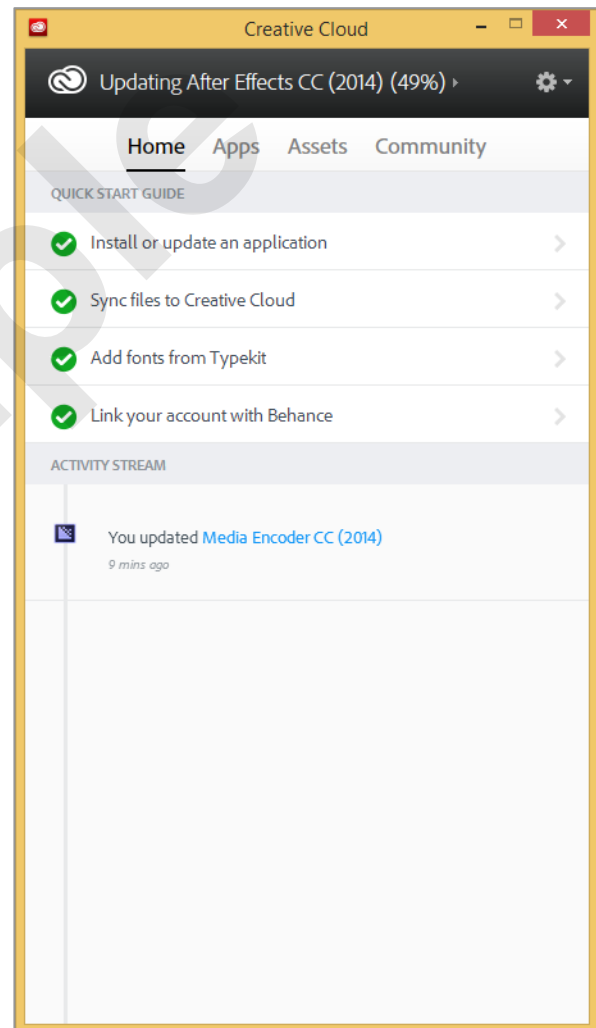 Creative Cloud
Updating After Effects CC (2014) (49%)
Home Apps Assets Community
QUICK START GUIDE
Install or update an application
Sync files to Creative Cloud
Add fonts from Typekit
Link your account with Behance
ACTIVITY STREAM
You updated Media Encoder CC (2014)
9 mins ago